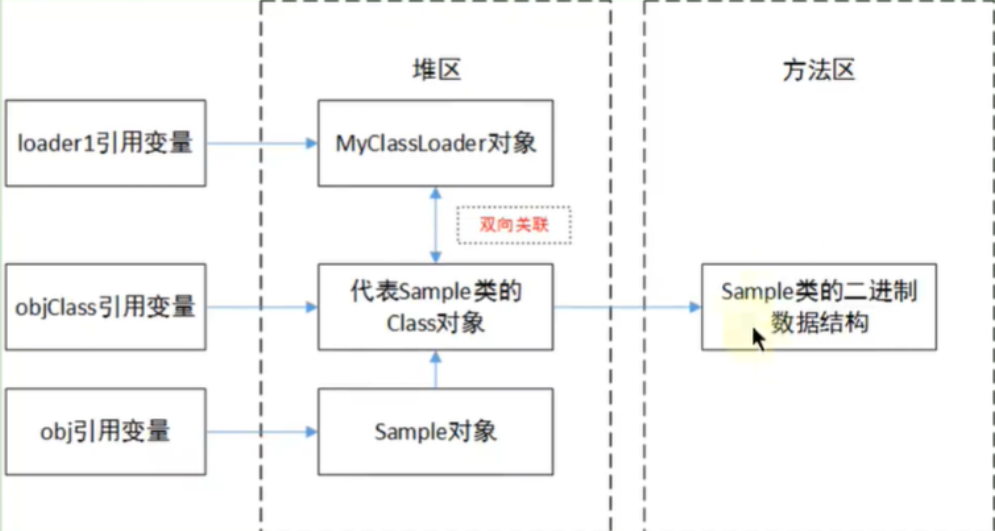 堆区
方法区
loader1引用变量
MyClassLoader对象
双向关联
objClass引用变量
代表Sample类的
Class对象
Sample类的二进制
数据结构
obj引用变量
Sample对象